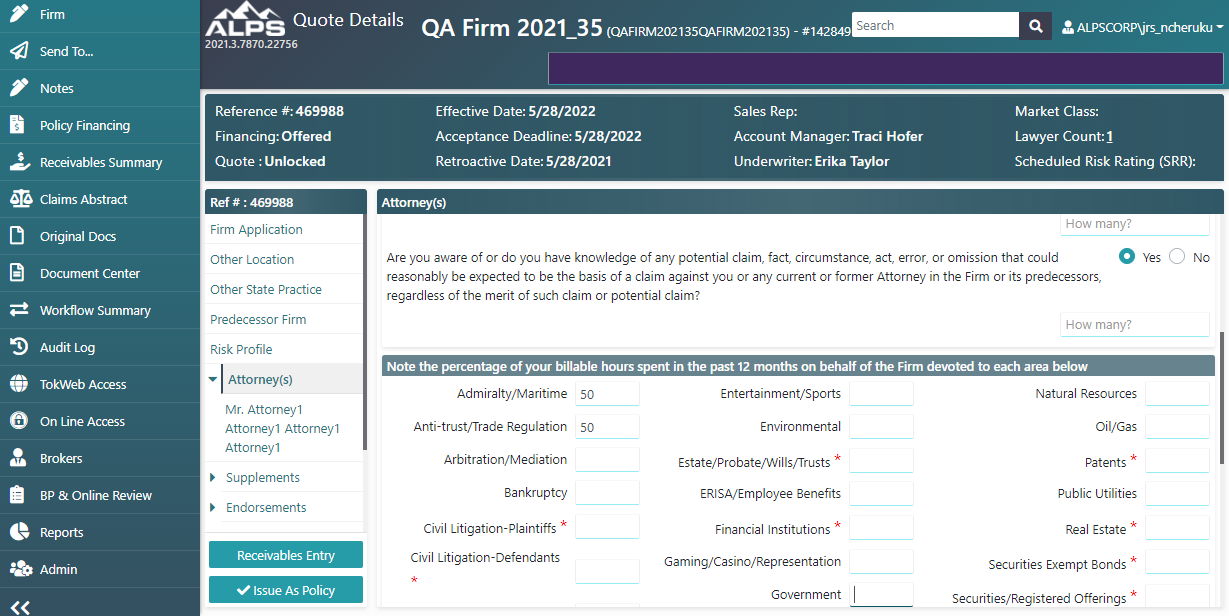 Firm
Send To...
Notes
Policy Financing
Receivables Summary
Claims Abstract
Original Docs
Document Center
Workflow Summary
Audit Log
TokWeb Access
On Line Access
Brokers
BP & Online Review
Reports
Admin
ALPS
2021.3.7870.22756
Quote Details
QA Firm 2021_35 (QAFIRM202135QAFIRM202135) - #142849
Search
ALPSCORP\jrs_ncheruku
Reference #: 469988
Financing: Offered
Quote : Unlocked
Effective Date: 5/28/2022
Acceptance Deadline: 5/28/2022
Retroactive Date: 5/28/2021
Sales Rep:
Account Manager: Traci Hofer
Underwriter: Erika Taylor
Market Class:
Lawyer Count: 1
Scheduled Risk Rating (SRR):
Ref # : 469988
Firm Application
Other Location
Other State Practice
Predecessor Firm
Risk Profile
Attorney(s)
Mr. Attorney1
Attorney1 Attorney1
Attorney1
Supplements
Endorsements
Receivables Entry
Issue As Policy
Attorney(s)
How many?
Are you aware of or do you have knowledge of any potential claim, fact, circumstance, act, error, or omission that could
reasonably be expected to be the basis of a claim against you or any current or former Attorney in the Firm or its predecessors,
regardless of the merit of such claim or potential claim?
Yes No
How many?
Note the percentage of your billable hours spent in the past 12 months on behalf of the Firm devoted to each area below
Admiralty/Maritime 50
Anti-trust/Trade Regulation 50
Arbitration/Mediation
Bankruptcy
Civil Litigation-Plaintiffs *
Civil Litigation-Defendants
*
Entertainment/Sports
Environmental
Estate/Probate/Wills/Trusts *
ERISA/Employee Benefits
Financial Institutions *
Gaming/Casino/Representation
Government
Natural Resources
Oil/Gas
Patents *
Public Utilities
Real Estate *
Securities Exempt Bonds *
Securities/Registered Offerings *